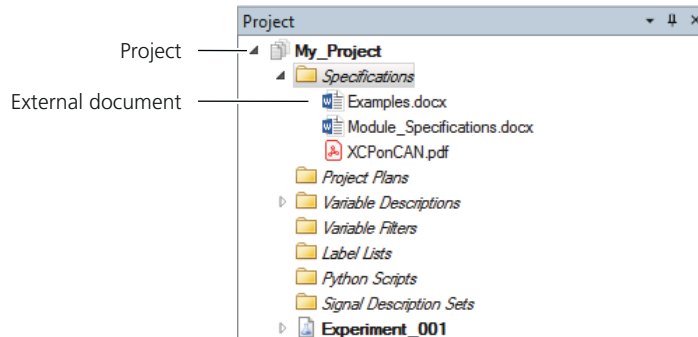 Project
Project
My_Project
Specifications
External document
Examples.docx
Module_Specifications.docx
XCPonCAN.pdf
Project Plans
Variable Descriptions
Variable Filters
Label Lists
Python Scripts
Signal Description Sets
Experiment_001